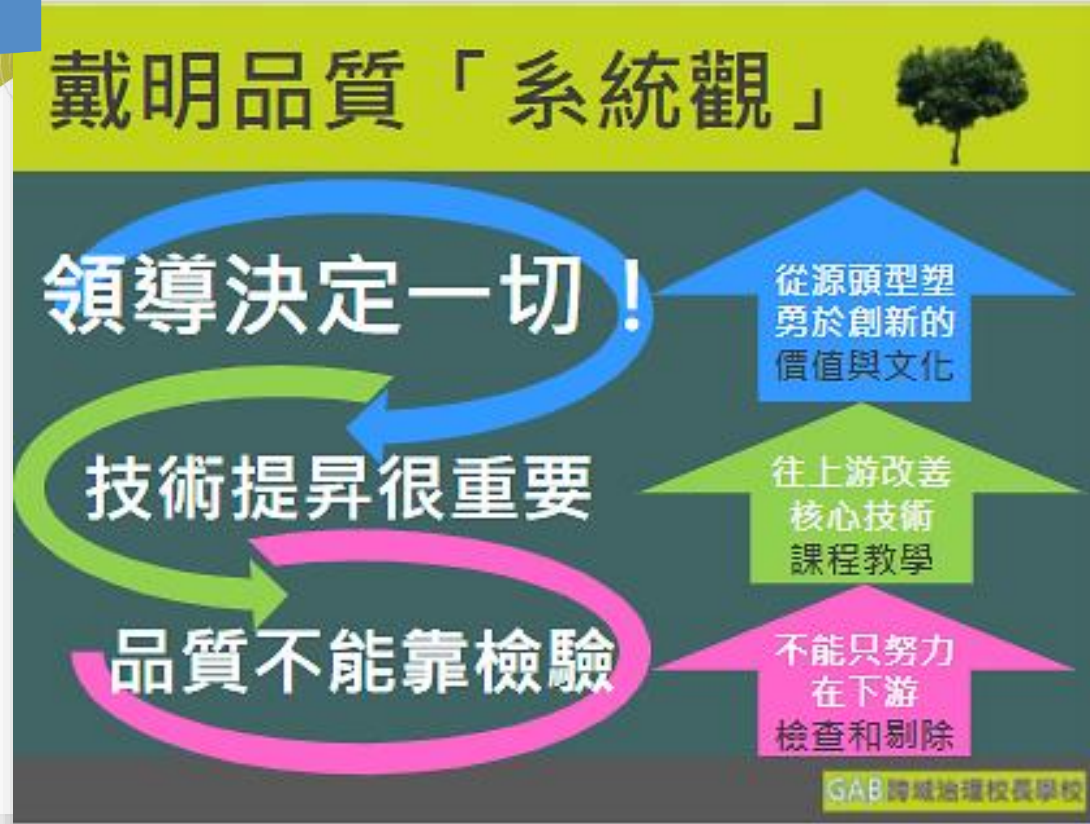 戴明品質「系統觀」
領導決定一切！
從源頭型塑
勇於創新的
價值與文化
技術提昇很重要
往上游改善
核心技術
課程教學
品質不能靠檢驗
不能只努力
在下游
檢查和剔除
GAB跨域治理校長學校